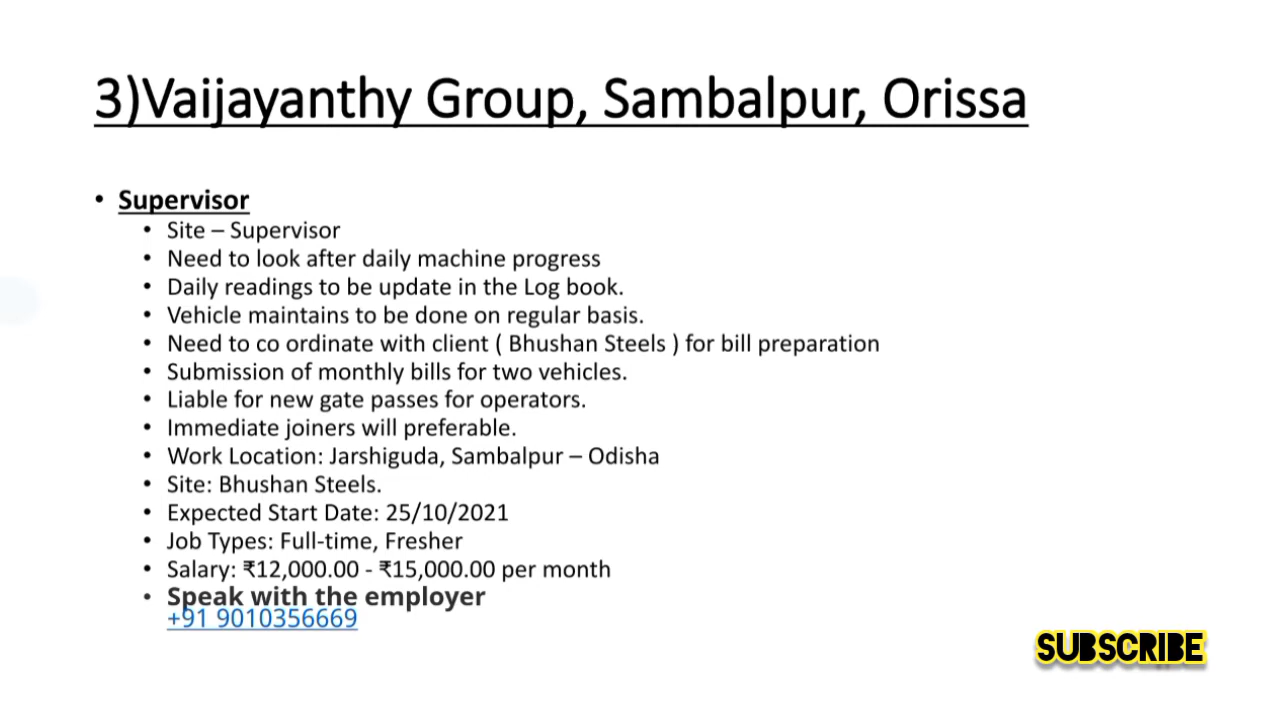 3)Vaijayanthy Group, Sambalpur, Orissa
• Supervisor
• Site – Supervisor
• Need to look after daily machine progress
• Daily readings to be update in the Log book.
• Vehicle maintains to be done on regular basis.
• Need to co ordinate with client ( Bhushan Steels ) for bill preparation
• Submission of monthly bills for two vehicles.
• Liable for new gate passes for operators.
• Immediate joiners will preferable.
• Work Location: Jarshiguda, Sambalpur – Odisha
• Site: Bhushan Steels.
• Expected Start Date: 25/10/2021
• Job Types: Full-time, Fresher
• Salary: ₹12,000.00 - ₹15,000.00 per month
• Speak with the employer
+91 9010356669
SUBSCRIBE